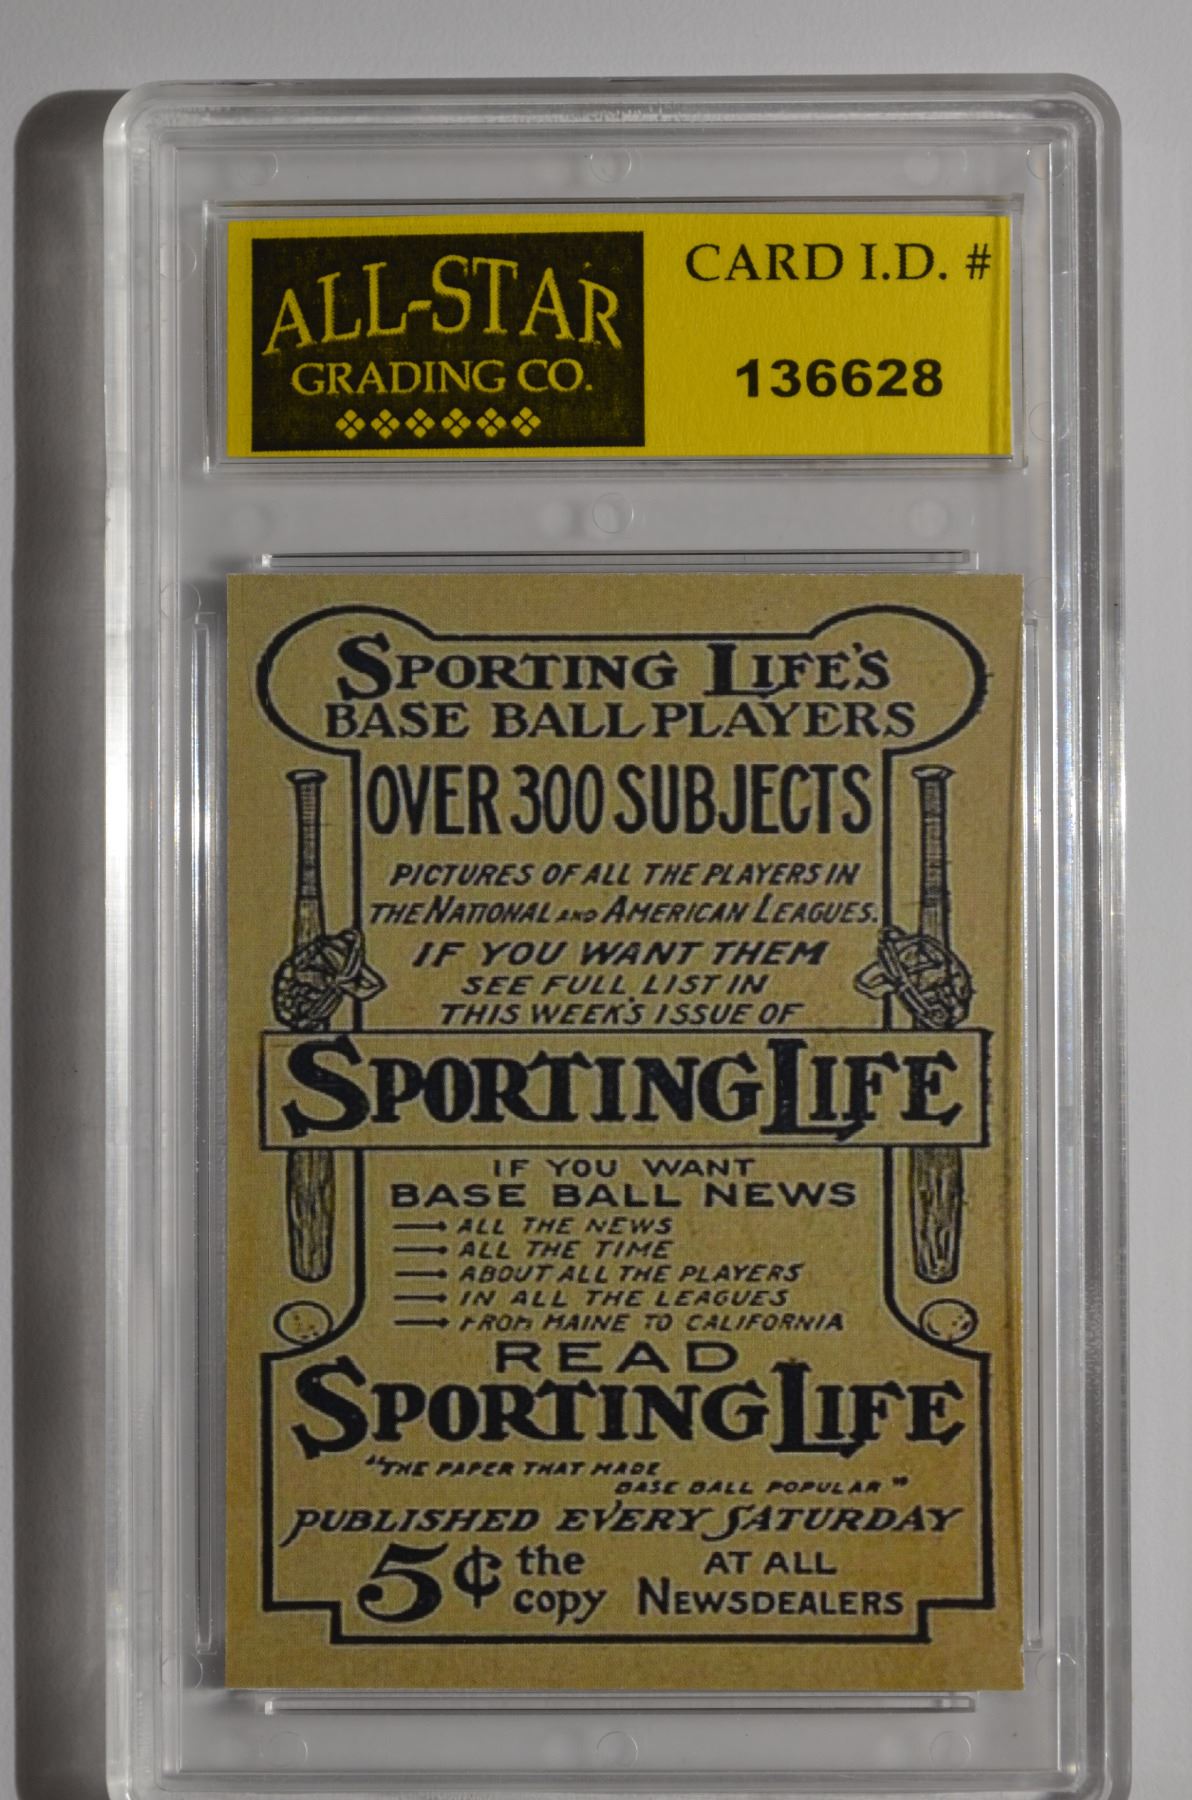 ALL-STAR
GRADING CO.
CARD I.D. #
136628
SPORTING LIFE'S
BASE BALL PLAYERS
OVER 300 SUBJECTS
PICTURES OF ALL THE PLAYERS IN
THE NATIONAL AND AMERICAN LEAGUES.
IF YOU WANT THEM
SEE FULL LIST IN
THIS WEEK'S ISSUE OF
SPORTING LIFE
IF YOU WANT
BASE BALL NEWS
ALL THE NEWS
ALL THE TIME
ABOUT ALL THE PLAYERS
IN ALL THE LEAGUES
FROM MAINE TO CALIFORNIA
READ
SPORTING LIFE
"THE PAPER THAT MADE
BASE BALL POPULAR"
PUBLISHED EVERY SATURDAY
5¢ the copy AT ALL NEWSDEALERS